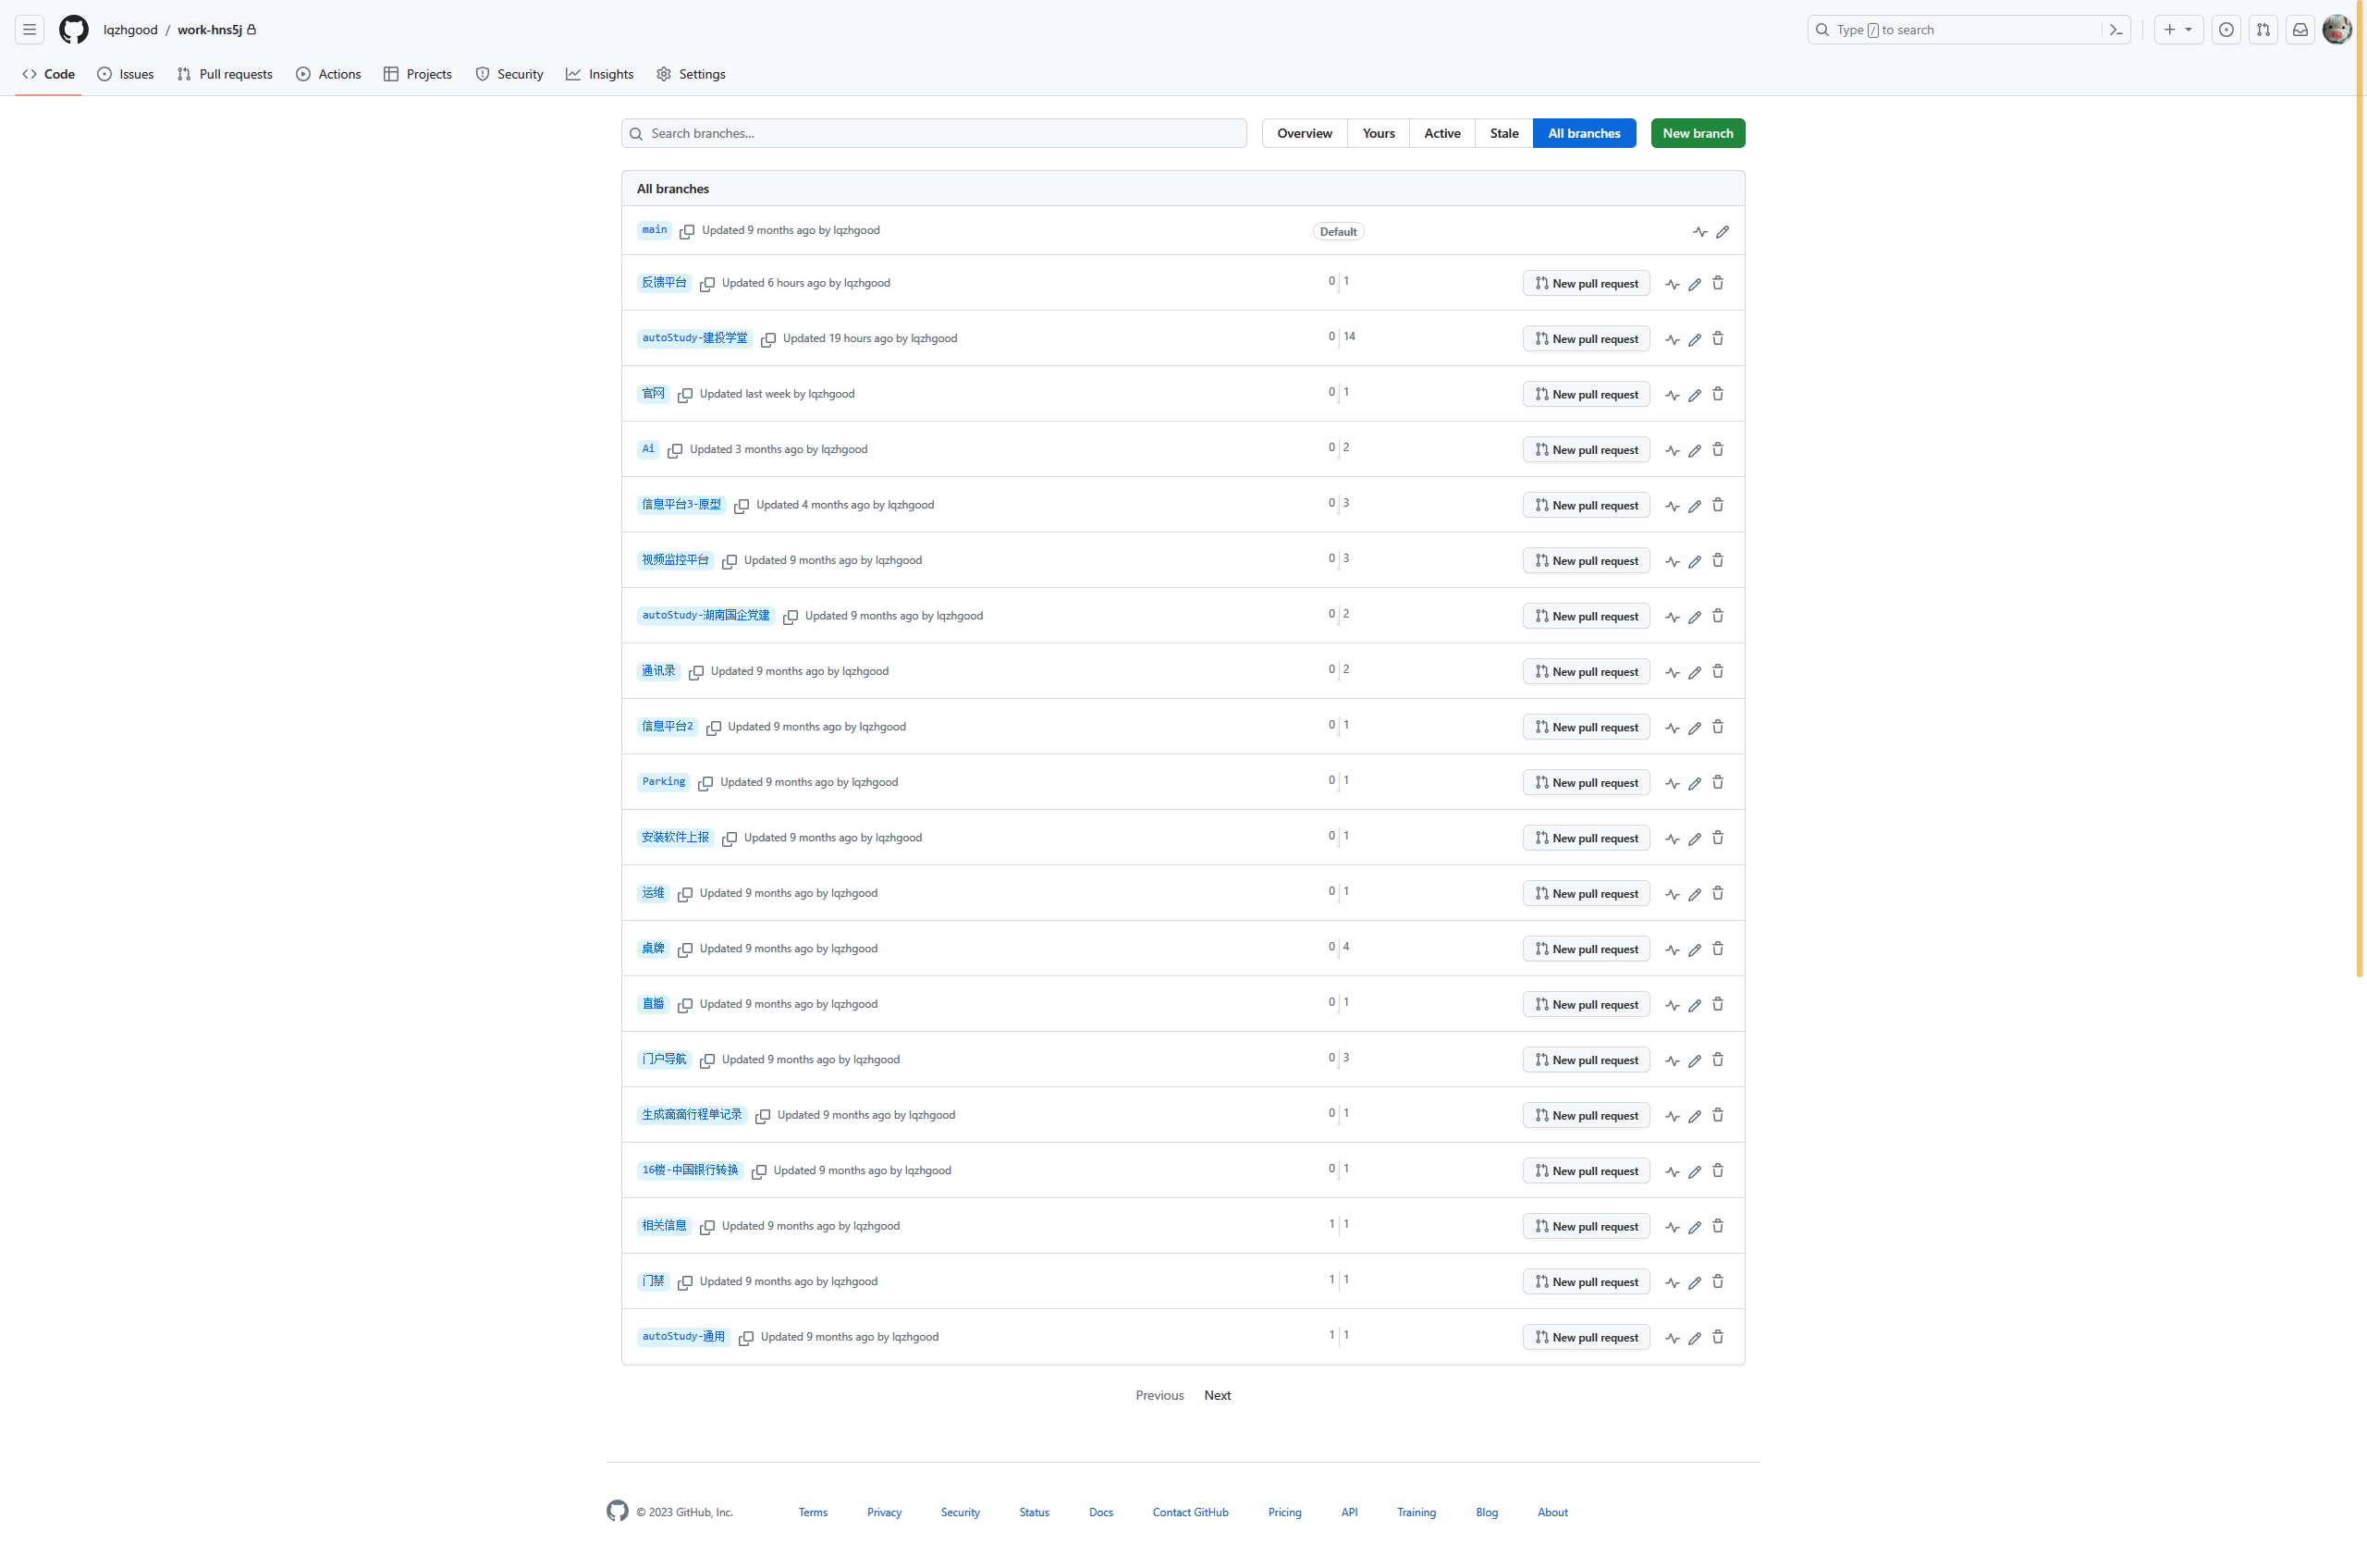 lqzhgood / work-hns5j
Type / to search
Code Issues Pull requests Actions Projects Security Insights Settings
Search branches...
Overview Yours Active Stale All branches New branch
All branches
main Updated 9 months ago by lqzhgood Default
反馈平台 Updated 6 hours ago by lqzhgood 0 1 New pull request
autoStudy-建投学堂 Updated 19 hours ago by lqzhgood 0 14 New pull request
官网 Updated last week by lqzhgood 0 1 New pull request
Ai Updated 3 months ago by lqzhgood 0 2 New pull request
信息平台3-原型 Updated 4 months ago by lqzhgood 0 3 New pull request
视频监控平台 Updated 9 months ago by lqzhgood 0 3 New pull request
autoStudy-湖南国企党建 Updated 9 months ago by lqzhgood 0 2 New pull request
通讯录 Updated 9 months ago by lqzhgood 0 2 New pull request
信息平台2 Updated 9 months ago by lqzhgood 0 1 New pull request
Parking Updated 9 months ago by lqzhgood 0 1 New pull request
安装软件上报 Updated 9 months ago by lqzhgood 0 1 New pull request
运维 Updated 9 months ago by lqzhgood 0 1 New pull request
桌牌 Updated 9 months ago by lqzhgood 0 4 New pull request
直播 Updated 9 months ago by lqzhgood 0 1 New pull request
门户导航 Updated 9 months ago by lqzhgood 0 3 New pull request
生成滴滴行程单记录 Updated 9 months ago by lqzhgood 0 1 New pull request
16楼-中国银行转换 Updated 9 months ago by lqzhgood 0 1 New pull request
相关信息 Updated 9 months ago by lqzhgood 1 1 New pull request
门禁 Updated 9 months ago by lqzhgood 1 1 New pull request
autoStudy-通用 Updated 9 months ago by lqzhgood 1 1 New pull request
Previous Next
© 2023 GitHub, Inc. Terms Privacy Security Status Docs Contact GitHub Pricing API Training Blog About